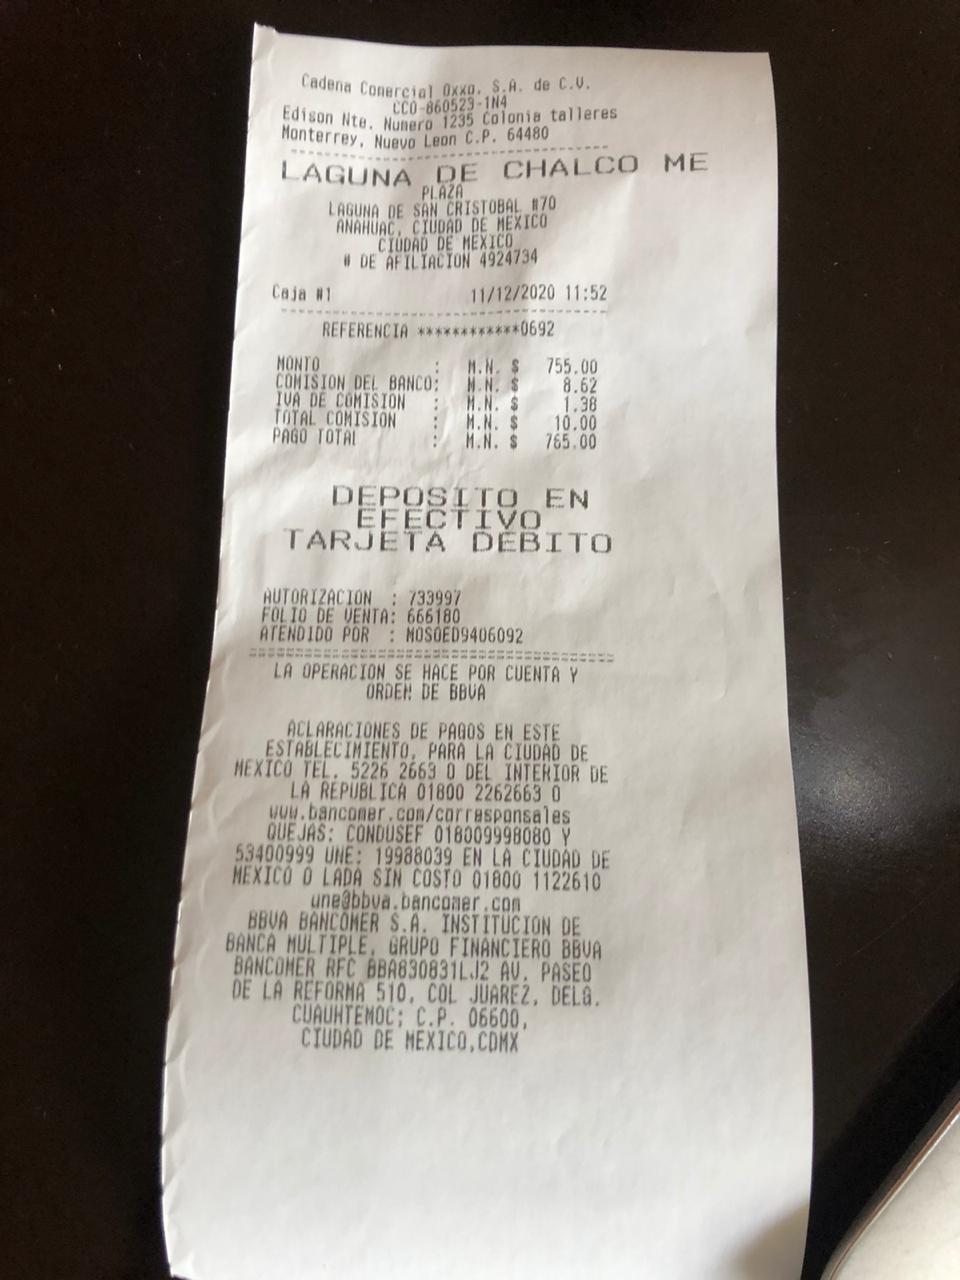 Cadena Comercial Oxxo, S.A. de C.V.
CCO-860523-1N4
Edison Nte. Numero 1235 Colonia talleres
Monterrey, Nuevo Leon C.P. 64480
LAGUNA DE CHALCO ME
PLAZA
LAGUNA DE SAN CRISTOBAL #70
ANAHUAC, CIUDAD DE MEXICO
CIUDAD DE MEXICO
# DE AFILIACION 4924734
Caja #1 11/12/2020 11:52
REFERENCIA ************0692
MONTO : M.N. $ 755.00
COMISION DEL BANCO: M.N. $ 8.62
IVA DE COMISION : M.N. $ 1.38
TOTAL COMISION : M.N. $ 10.00
PAGO TOTAL : M.N. $ 765.00
DEPOSITO EN
EFECTIVO
TARJETA DEBITO
AUTORIZACION : 733997
FOLIO DE VENTA: 666180
ATENDIDO POR : MOSOED9406092
LA OPERACION SE HACE POR CUENTA Y
ORDEN DE BBVA
ACLARACIONES DE PAGOS EN ESTE
ESTABLECIMIENTO, PARA LA CIUDAD DE
MEXICO TEL. 5226 2663 O DEL INTERIOR DE
LA REPUBLICA 01800 2262663 O
www.bancomer.com/corresponsales
QUEJAS: CONDUSEF 018009998080 Y
53400999 UNE: 19988039 EN LA CIUDAD DE
MEXICO O LADA SIN COSTO 01800 1122610
une@bbva.bancomer.com
BBVA BANCOMER S.A. INSTITUCION DE
BANCA MULTIPLE, GRUPO FINANCIERO BBVA
BANCOMER RFC BBA830831LJ2 AV. PASEO
DE LA REFORMA 510, COL JUAREZ, DELG.
CUAUHTEMOC; C.P. 06600,
CIUDAD DE MEXICO,CDMX